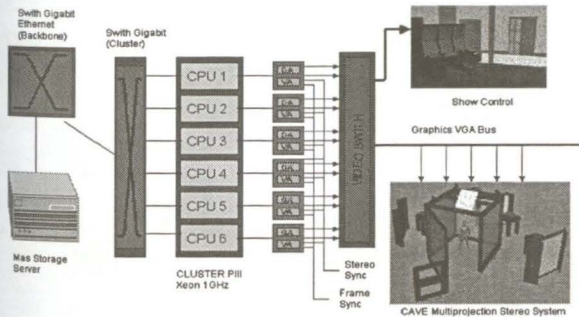 Swith Gigabit
Ethernet
(Backbone)
Swith Gigabit
(Cluster)
Mas Storage
Server
CPU 1
CPU 2
CPU 3
CPU 4
CPU 5
CPU 6
CLUSTER PIII
Xeon 1GHz
Stereo
Sync
Frame
Sync
Show Control
Graphics VGA Bus
CAVE Multiprojection Stereo System